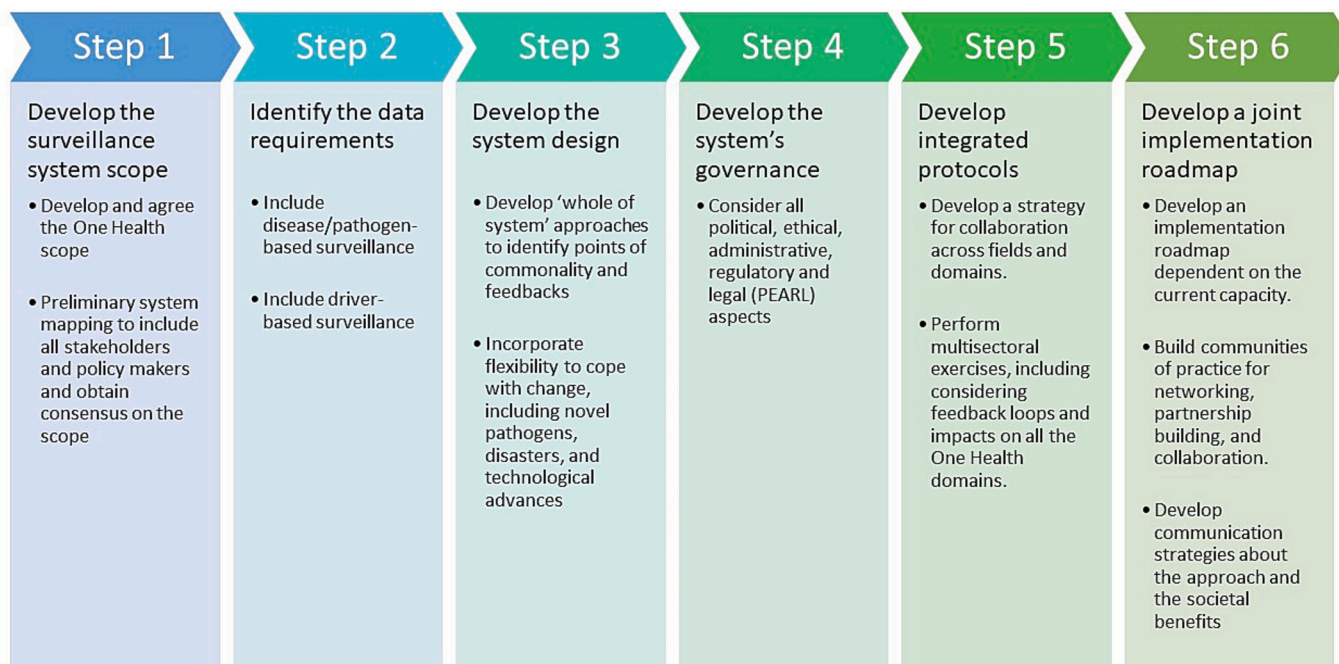 Step 1
Develop the
surveillance
system scope
• Develop and agree
the One Health
scope
• Preliminary system
mapping to include
all stakeholders
and policy makers
and obtain
consensus on the
scope
Step 2
Identify the data
requirements
• Include
disease/pathogen-
based surveillance
• Include driver-
based surveillance
Step 3
Develop the
system design
• Develop ‘whole of
system’ approaches
to identify points of
commonality and
feedbacks
• Incorporate
flexibility to cope
with change,
including novel
pathogens,
disasters, and
technological
advances
Step 4
Develop the
system’s
governance
• Consider all
political, ethical,
administrative,
regulatory and
legal (PEARL)
aspects
Step 5
Develop
integrated
protocols
• Develop a strategy
for collaboration
across fields and
domains.
• Perform
multisectoral
exercises, including
considering
feedback loops and
impacts on all the
One Health
domains.
Step 6
Develop a joint
implementation
roadmap
• Develop an
implementation
roadmap
dependent on the
current capacity.
• Build communities
of practice for
networking,
partnership
building, and
collaboration.
• Develop
communication
strategies about
the approach and
the societal
benefits